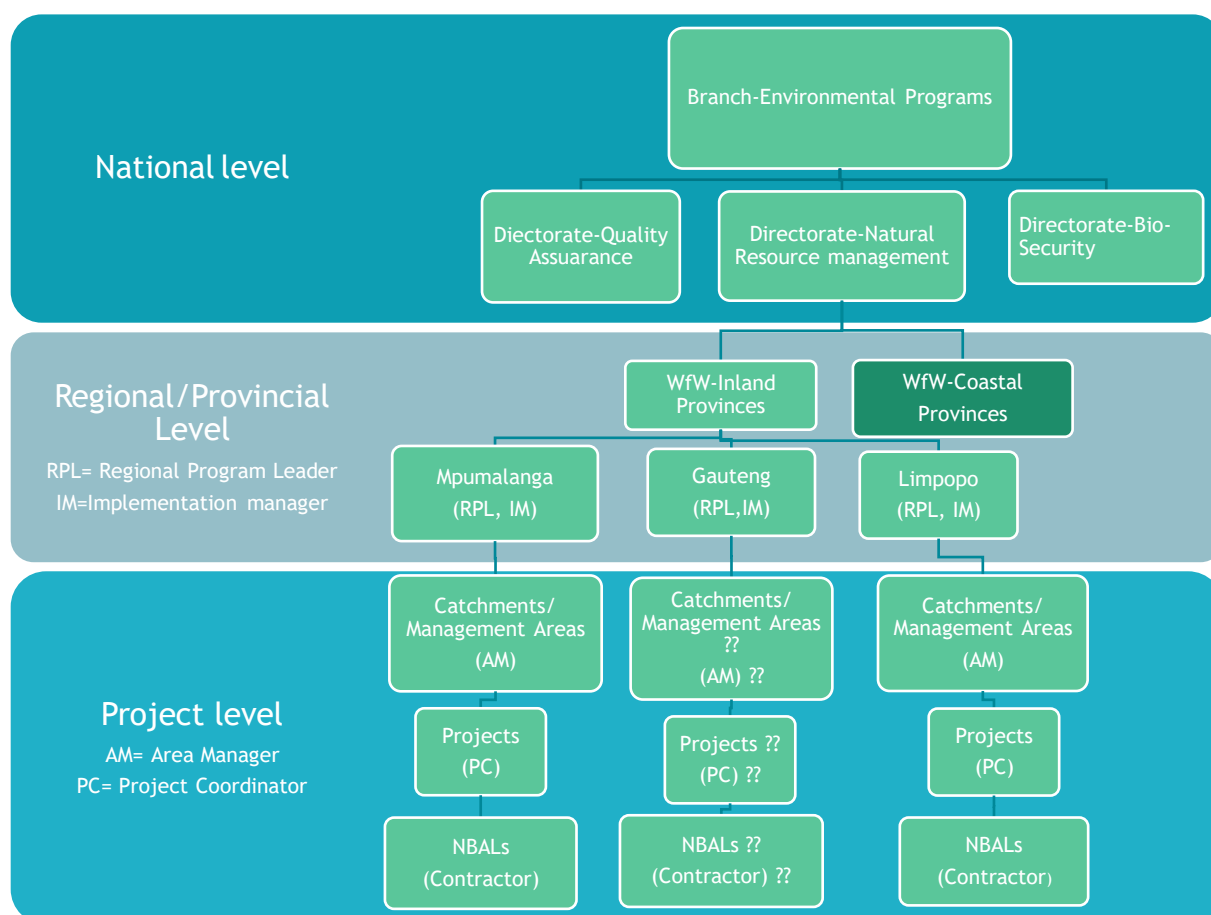 National level
Branch-Environmental Programs
Diectorate-Quality
Assuarance
Directorate-Natural
Resource management
Directorate-Bio-
Security
Regional/Provincial
Level
RPL= Regional Program Leader
IM=Implementation manager
WfW-Inland
Provinces
WfW-Coastal
Provinces
Mpumalanga
(RPL, IM)
Gauteng
(RPL,IM)
Limpopo
(RPL, IM)
Project level
AM= Area Manager
PC= Project Coordinator
Catchments/
Management Areas
(AM)
Catchments/
Management Areas
??
(AM) ??
Catchments/
Management Areas
(AM)
Projects
(PC)
Projects ??
(PC) ??
Projects
(PC)
NBALs
(Contractor)
NBALs ??
(Contractor) ??
NBALs
(Contractor)